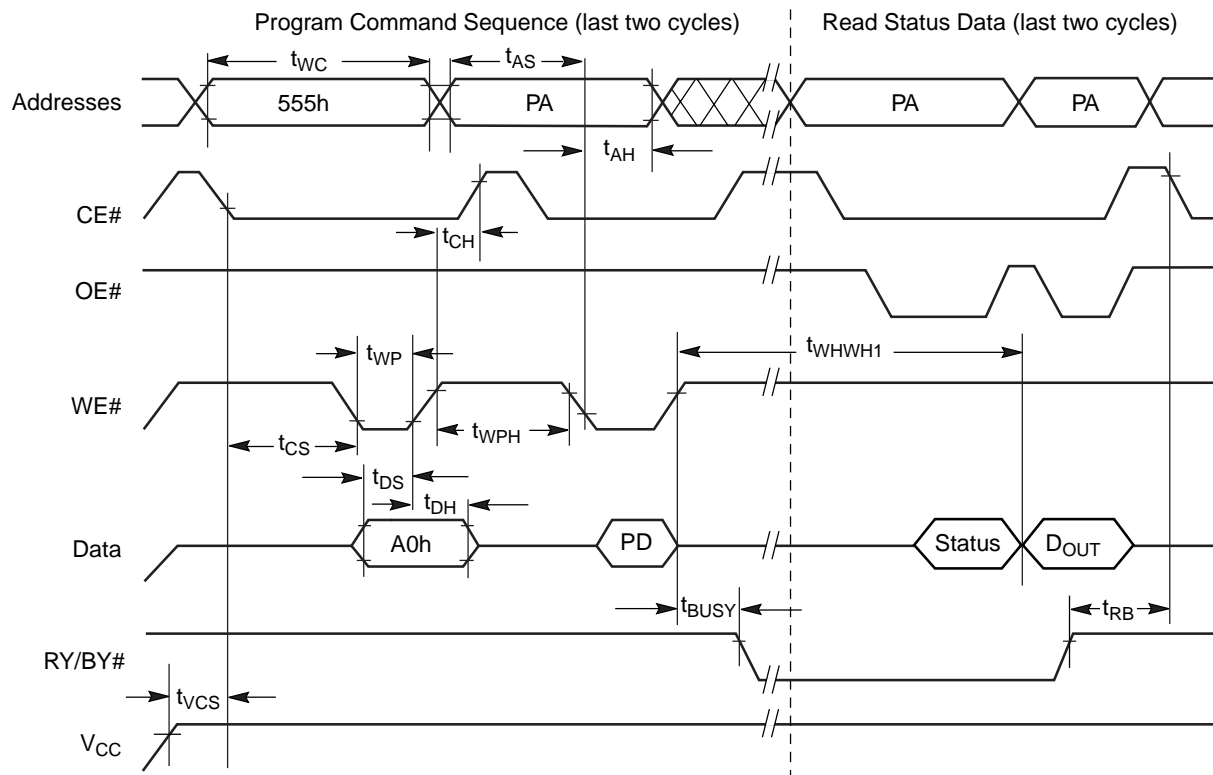 Program Command Sequence (last two cycles)
Read Status Data (last two cycles)
tWC
tAS
Addresses
555h
PA
PA
PA
tAH
CE#
tCH
OE#
tWHWH1
tWP
WE#
tCS
tWPH
tDS
tDH
Data
A0h
PD
Status
DOUT
tBUSY
tRB
RY/BY#
tVCS
VCC